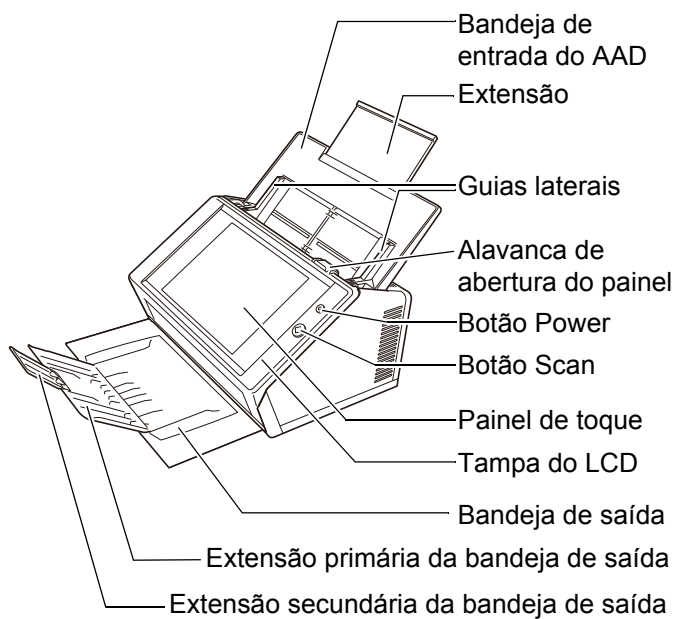 Bandeja de
entrada do AAD
Extensão
Guias laterais
Alavanca de
abertura do painel
Botão Power
Botão Scan
Painel de toque
Tampa do LCD
Bandeja de saída
Extensão primária da bandeja de saída
Extensão secundária da bandeja de saída